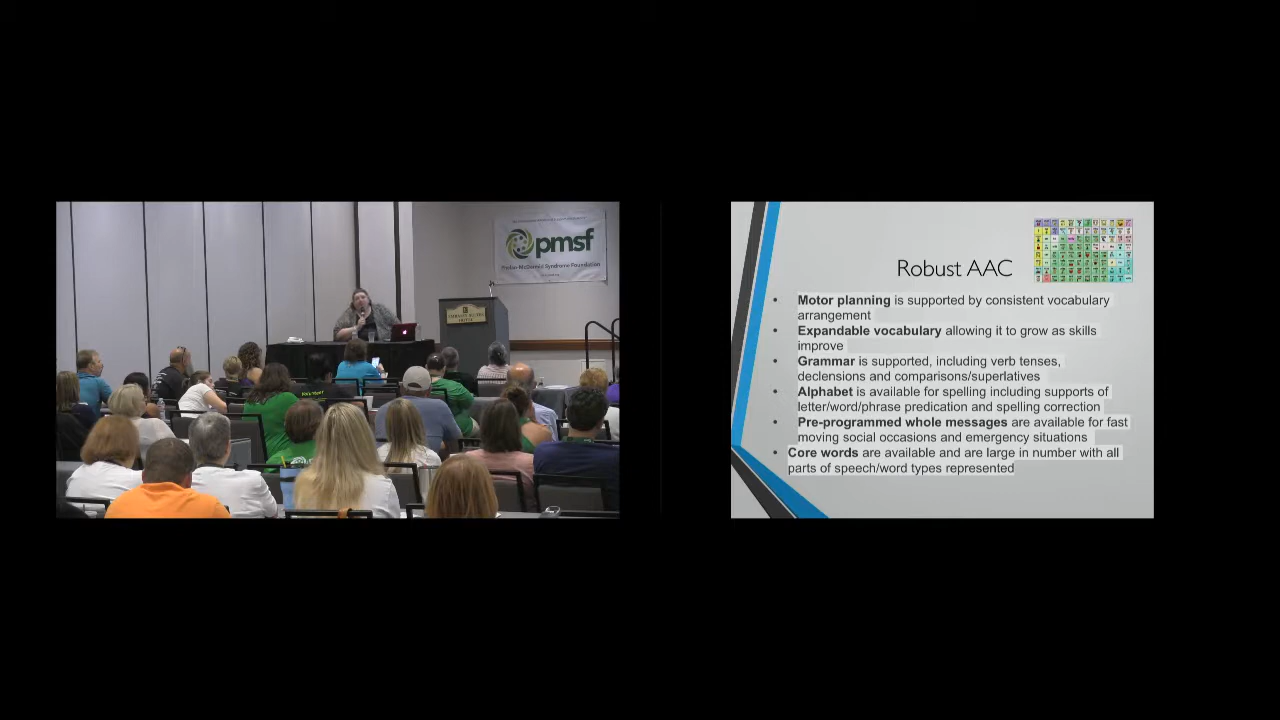 pmsf
Phelan-McDermid Syndrome Foundation
Robust AAC
• Motor planning is supported by consistent vocabulary
arrangement
• Expandable vocabulary allowing it to grow as skills
improve
• Grammar is supported, including verb tenses,
declensions and comparisons/superlatives
• Alphabet is available for spelling including supports of
letter/word/phrase predication and spelling correction
• Pre-programmed whole messages are available for fast
moving social occasions and emergency situations
• Core words are available and are large in number with all
parts of speech/word types represented